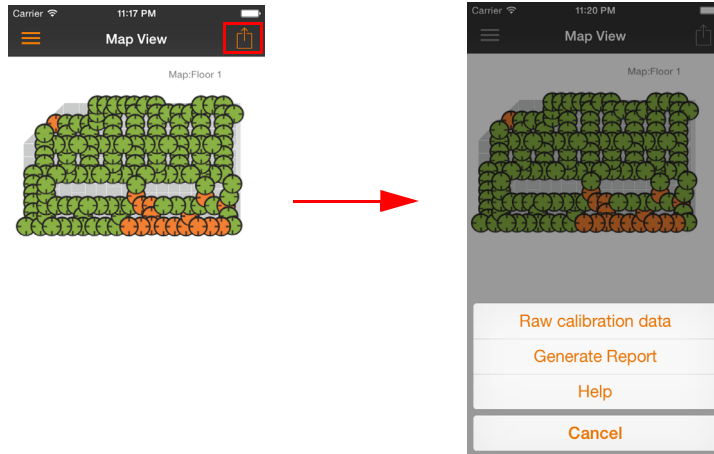 Carrier 11:17 PM
Map View
Map:Floor 1
Carrier 11:20 PM
Map View
Map:Floor 1
Raw calibration data
Generate Report
Help
Cancel